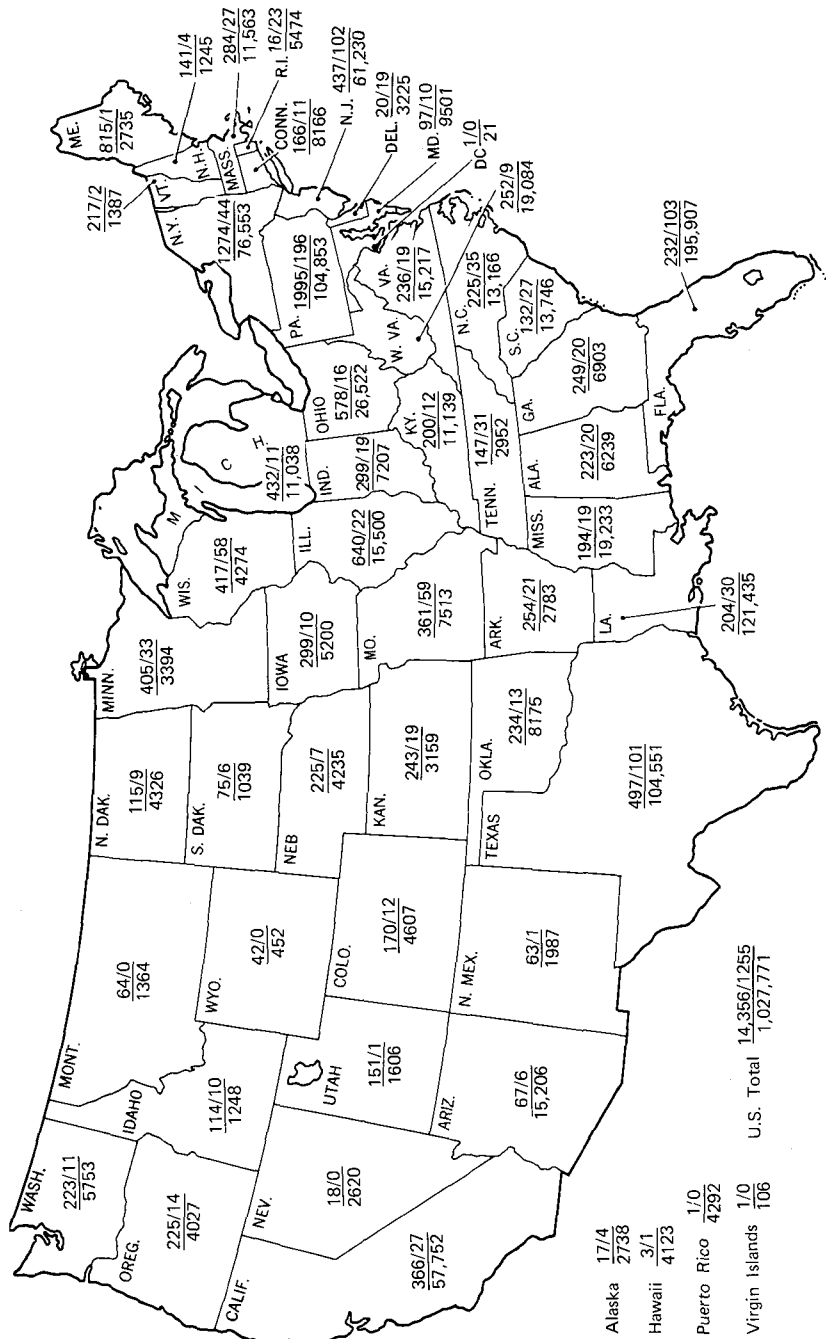 WASH.
223/11
5753
OREG.
225/14
4027
CALIF.
366/27
57,752
NEV.
18/0
2620
IDAHO
114/10
1248
MONT.
64/0
1364
WYO.
42/0
452
UTAH
151/1
1606
COLO.
170/12
4607
ARIZ.
67/6
15,206
N. MEX.
63/1
1987
N. DAK.
115/9
4326
S. DAK.
75/6
1039
NEB
225/7
4235
KAN.
243/19
3159
OKLA.
234/13
8175
TEXAS
497/101
104,551
MINN.
405/33
3394
IOWA
299/10
5200
MO.
361/59
7513
ARK.
254/21
2783
LA.
204/30
121,435
WIS.
417/58
4274
ILL.
640/22
15,500
MICH.
432/11
11,038
IND.
299/19
7207
OHIO
578/16
26,522
KY.
200/12
11,139
TENN.
147/31
2952
MISS.
194/19
19,233
ALA.
223/20
6239
GA.
249/20
6903
FLA.
232/103
195,907
S.C.
132/27
13,746
N.C.
225/35
13,166
VA.
236/19
15,217
W. VA.
252/9
19,084
PA.
1995/196
104,853
N.Y.
1274/44
76,553
VT.
217/2
1387
N.H.
141/4
1245
ME.
815/1
2735
MASS.
284/27
11,563
R.I. 16/23
5474
CONN.
166/11
8166
N.J. 437/102
61,230
DEL. 20/19
3225
MD. 97/10
9501
DC 1/0
21
Alaska 17/4
2738
Hawaii 3/1
4123
Puerto Rico 1/0
4292
Virgin Islands 1/0
106
U.S. Total 14,356/1255
1,027,771